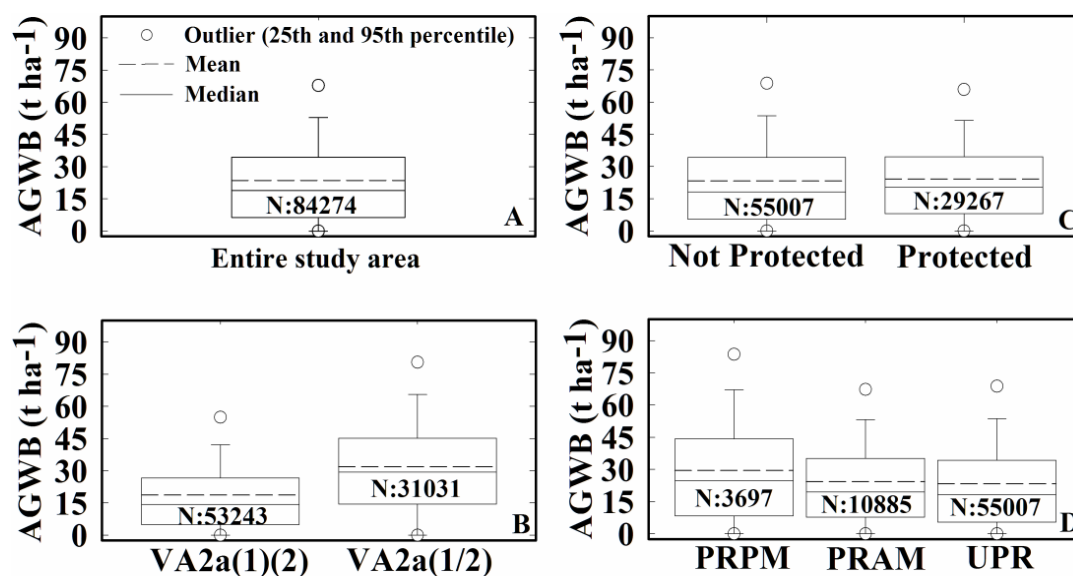 AGWB (t ha-1)
90
75
60
45
30
15
0
Outlier (25th and 95th percentile)
Mean
Median
N:84274
A
Entire study area
AGWB (t ha-1)
90
75
60
45
30
15
0
N:55007
N:29267
C
Not Protected
Protected
AGWB (t ha-1)
90
75
60
45
30
15
0
N:53243
N:31031
B
VA2a(1)(2)
VA2a(1/2)
AGWB (t ha-1)
90
75
60
45
30
15
0
N:3697
N:10885
N:55007
D
PRPM
PRAM
UPR